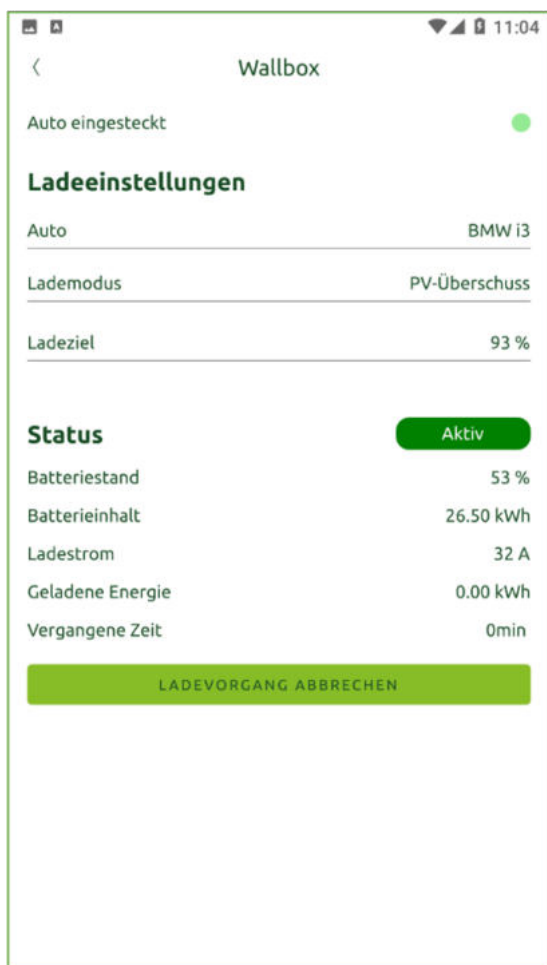 11:04
Wallbox
Auto eingesteckt
Ladeeinstellungen
Auto BMW i3
Lademodus PV-Überschuss
Ladeziel 93 %
Status Aktiv
Batteriestand 53 %
Batterieinhalt 26.50 kWh
Ladestrom 32 A
Geladene Energie 0.00 kWh
Vergangene Zeit 0min
LADEVORGANG ABBRECHEN